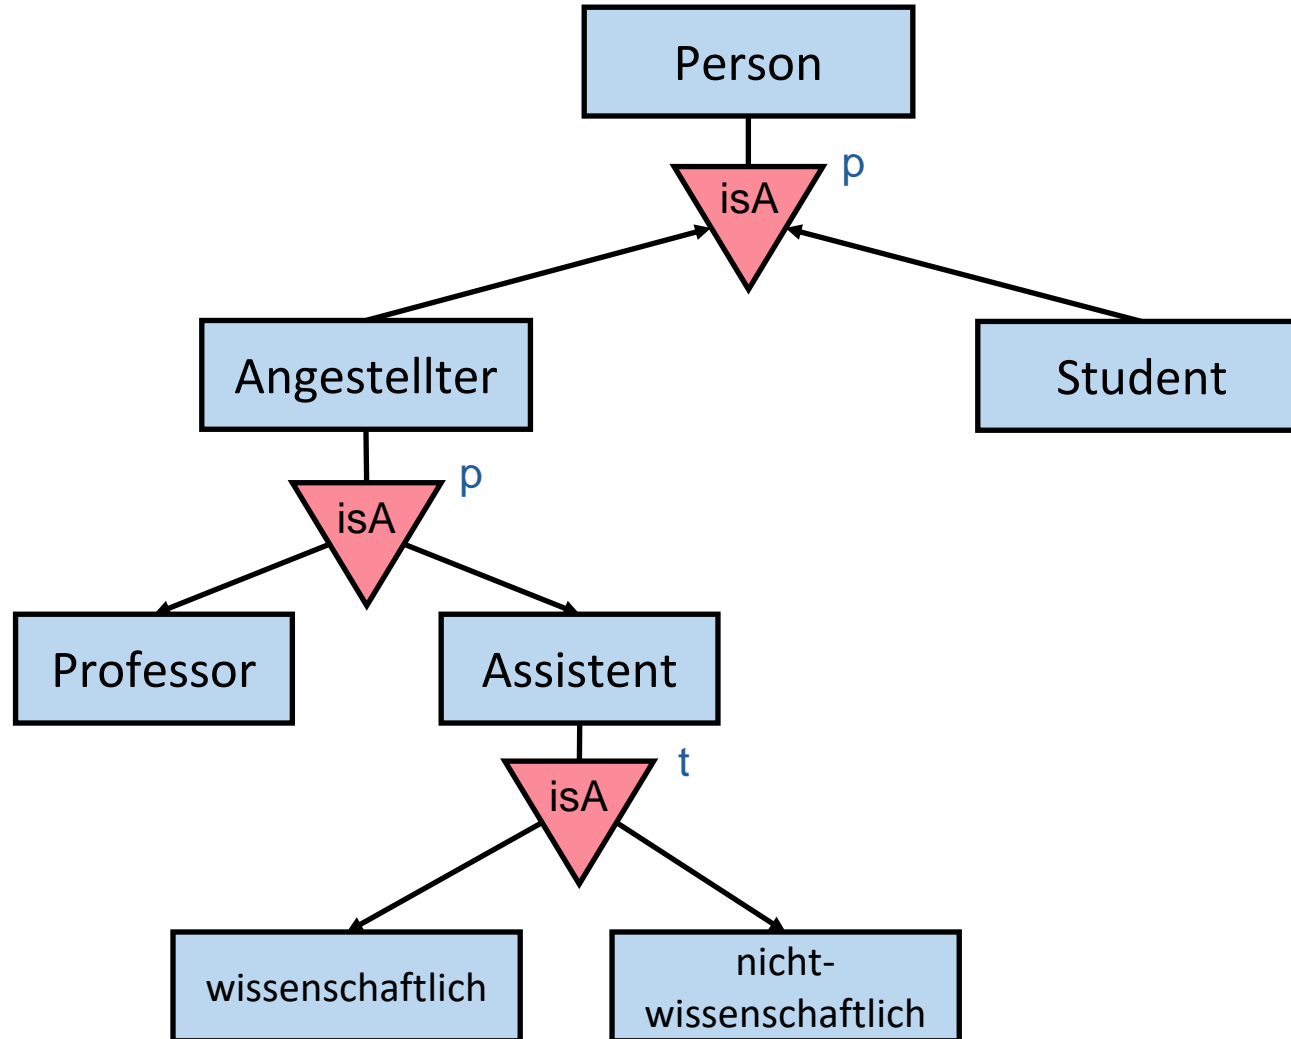 Person
isA
p
Angestellter
Student
isA
p
Professor
Assistent
isA
t
wissenschaftlich
nicht-
wissenschaftlich